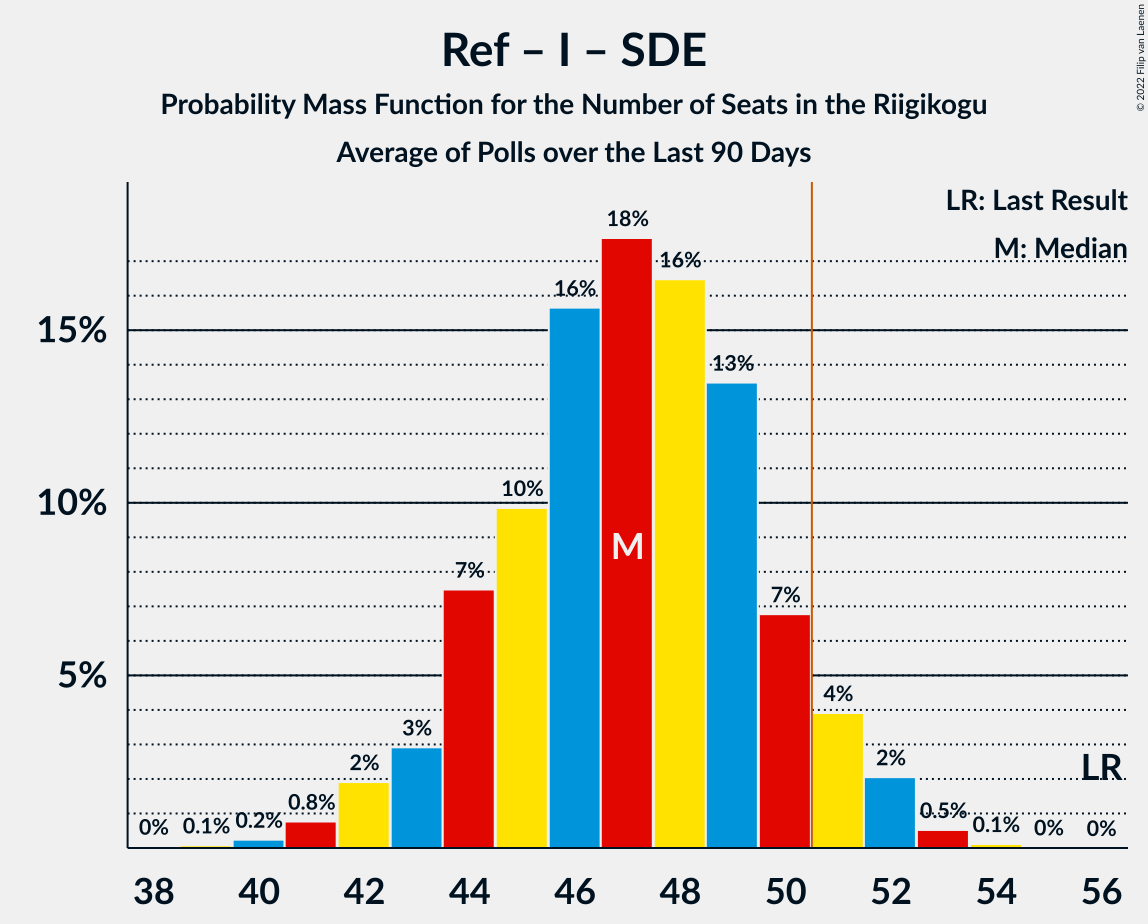 Ref – I – SDE
Probability Mass Function for the Number of Seats in the Riigikogu
Average of Polls over the Last 90 Days
© 2022 Filip van Laenen
LR: Last Result
M: Median
15%
10%
5%
0%
0.1%
0.2%
0.8%
2%
3%
7%
10%
16%
18%
16%
13%
7%
4%
2%
0.5%
0.1%
0%
0%
M
LR
38 40 42 44 46 48 50 52 54 56